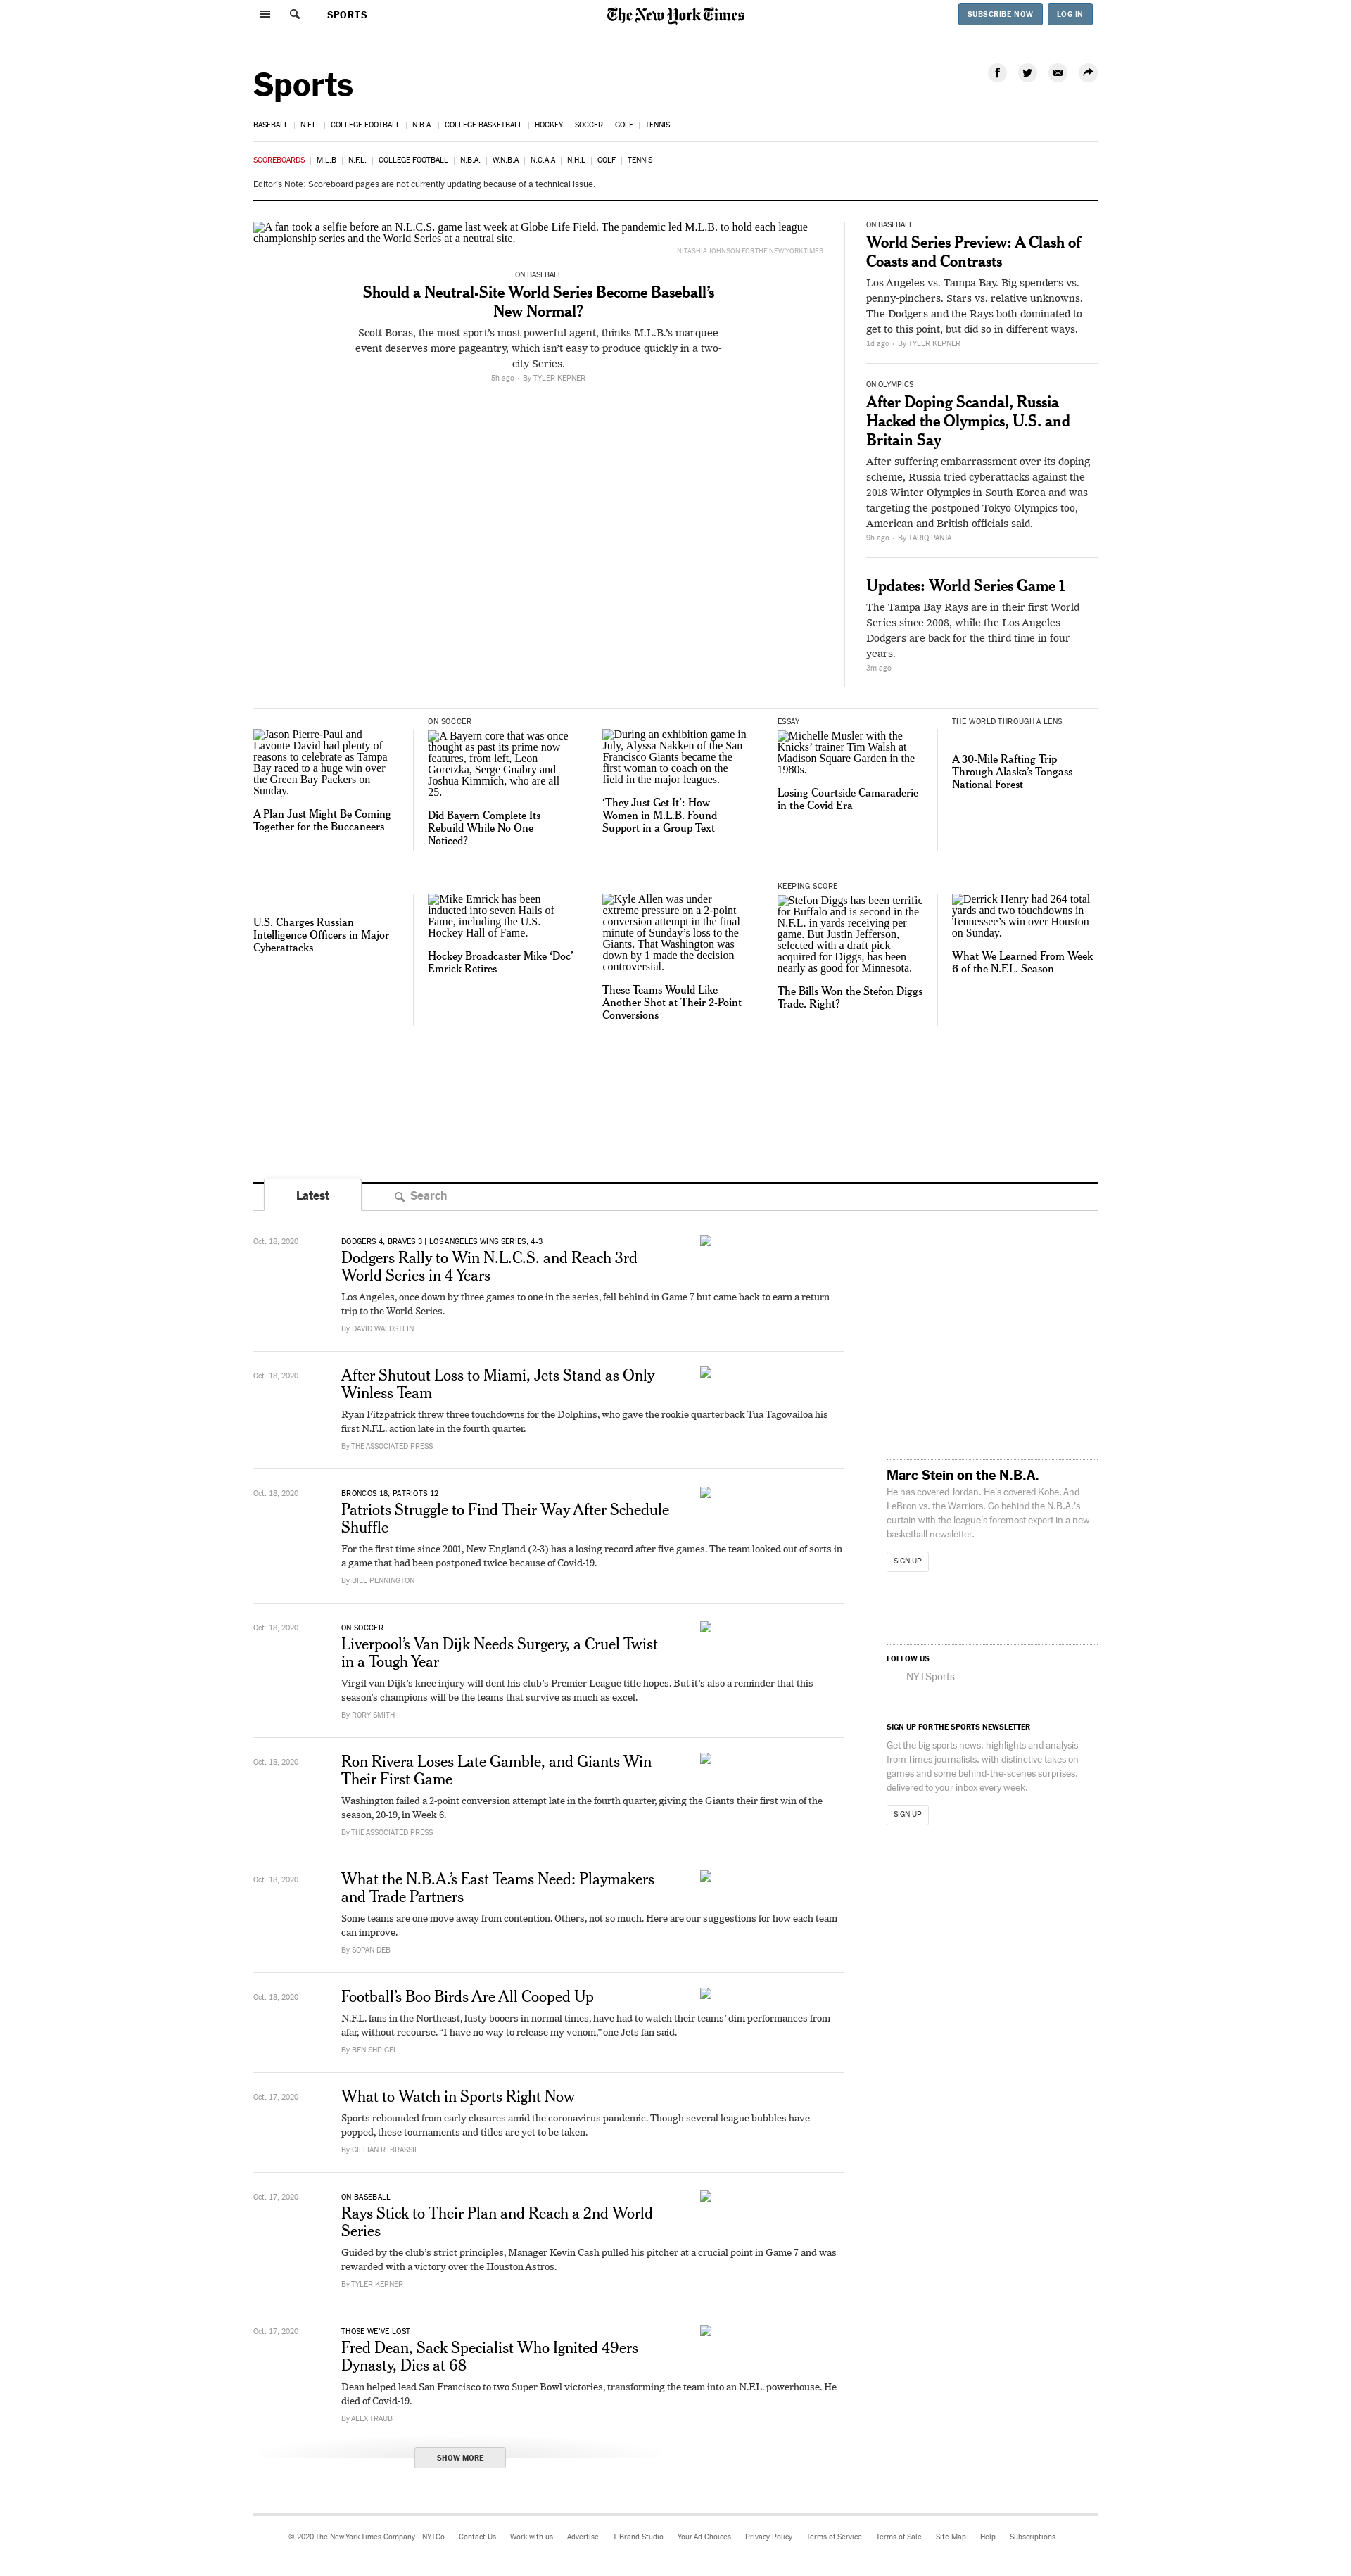 SPORTS
The New York Times
SUBSCRIBE NOW
LOG IN
Sports
BASEBALL
N.F.L.
COLLEGE FOOTBALL
N.B.A.
COLLEGE BASKETBALL
HOCKEY
SOCCER
GOLF
TENNIS
SCOREBOARDS
M.L.B
N.F.L.
COLLEGE FOOTBALL
N.B.A.
W.N.B.A
N.C.A.A
N.H.L
GOLF
TENNIS
Editor's Note: Scoreboard pages are not currently updating because of a technical issue.
A fan took a selfie before an N.L.C.S. game last week at Globe Life Field. The pandemic led M.L.B. to hold each league
championship series and the World Series at a neutral site.
NITASHIA JOHNSON FOR THE NEW YORK TIMES
ON BASEBALL
Should a Neutral-Site World Series Become Baseball’s
New Normal?
Scott Boras, the most sport’s most powerful agent, thinks M.L.B.’s marquee
event deserves more pageantry, which isn’t easy to produce quickly in a two-
city Series.
5h ago • By TYLER KEPNER
ON BASEBALL
World Series Preview: A Clash of
Coasts and Contrasts
Los Angeles vs. Tampa Bay. Big spenders vs.
penny-pinchers. Stars vs. relative unknowns.
The Dodgers and the Rays both dominated to
get to this point, but did so in different ways.
1d ago • By TYLER KEPNER
ON OLYMPICS
After Doping Scandal, Russia
Hacked the Olympics, U.S. and
Britain Say
After suffering embarrassment over its doping
scheme, Russia tried cyberattacks against the
2018 Winter Olympics in South Korea and was
targeting the postponed Tokyo Olympics too,
American and British officials said.
9h ago • By TARIQ PANJA
Updates: World Series Game 1
The Tampa Bay Rays are in their first World
Series since 2008, while the Los Angeles
Dodgers are back for the third time in four
years.
3m ago
Jason Pierre-Paul and
Lavonte David had plenty of
reasons to celebrate as Tampa
Bay raced to a huge win over
the Green Bay Packers on
Sunday.
A Plan Just Might Be Coming
Together for the Buccaneers
ON SOCCER
A Bayern core that was once
thought as past its prime now
features, from left, Leon
Goretzka, Serge Gnabry and
Joshua Kimmich, who are all
25.
Did Bayern Complete Its
Rebuild While No One
Noticed?
During an exhibition game in
July, Alyssa Nakken of the San
Francisco Giants became the
first woman to coach on the
field in the major leagues.
‘They Just Get It’: How
Women in M.L.B. Found
Support in a Group Text
ESSAY
Michelle Musler with the
Knicks’ trainer Tim Walsh at
Madison Square Garden in the
1980s.
Losing Courtside Camaraderie
in the Covid Era
THE WORLD THROUGH A LENS
A 30-Mile Rafting Trip
Through Alaska’s Tongass
National Forest
U.S. Charges Russian
Intelligence Officers in Major
Cyberattacks
Mike Emrick has been
inducted into seven Halls of
Fame, including the U.S.
Hockey Hall of Fame.
Hockey Broadcaster Mike ‘Doc’
Emrick Retires
Kyle Allen was under
extreme pressure on a 2-point
conversion attempt in the final
minute of Sunday’s loss to the
Giants. That Washington was
down by 1 made the decision
controversial.
These Teams Would Like
Another Shot at Their 2-Point
Conversions
KEEPING SCORE
Stefon Diggs has been terrific
for Buffalo and is second in the
N.F.L. in yards receiving per
game. But Justin Jefferson,
selected with a draft pick
acquired for Diggs, has been
nearly as good for Minnesota.
The Bills Won the Stefon Diggs
Trade. Right?
Derrick Henry had 264 total
yards and two touchdowns in
Tennessee’s win over Houston
on Sunday.
What We Learned From Week
6 of the N.F.L. Season
Latest
Search
Oct. 18, 2020
DODGERS 4, BRAVES 3 | LOS ANGELES WINS SERIES, 4-3
Dodgers Rally to Win N.L.C.S. and Reach 3rd
World Series in 4 Years
Los Angeles, once down by three games to one in the series, fell behind in Game 7 but came back to earn a return
trip to the World Series.
By DAVID WALDSTEIN
Oct. 18, 2020
After Shutout Loss to Miami, Jets Stand as Only
Winless Team
Ryan Fitzpatrick threw three touchdowns for the Dolphins, who gave the rookie quarterback Tua Tagovailoa his
first N.F.L. action late in the fourth quarter.
By THE ASSOCIATED PRESS
Oct. 18, 2020
BRONCOS 18, PATRIOTS 12
Patriots Struggle to Find Their Way After Schedule
Shuffle
For the first time since 2001, New England (2-3) has a losing record after five games. The team looked out of sorts in
a game that had been postponed twice because of Covid-19.
By BILL PENNINGTON
Oct. 18, 2020
ON SOCCER
Liverpool’s Van Dijk Needs Surgery, a Cruel Twist
in a Tough Year
Virgil van Dijk’s knee injury will dent his club’s Premier League title hopes. But it’s also a reminder that this
season’s champions will be the teams that survive as much as excel.
By RORY SMITH
Oct. 18, 2020
Ron Rivera Loses Late Gamble, and Giants Win
Their First Game
Washington failed a 2-point conversion attempt late in the fourth quarter, giving the Giants their first win of the
season, 20-19, in Week 6.
By THE ASSOCIATED PRESS
Oct. 18, 2020
What the N.B.A.’s East Teams Need: Playmakers
and Trade Partners
Some teams are one move away from contention. Others, not so much. Here are our suggestions for how each team
can improve.
By SOPAN DEB
Oct. 18, 2020
Football’s Boo Birds Are All Cooped Up
N.F.L. fans in the Northeast, lusty booers in normal times, have had to watch their teams’ dim performances from
afar, without recourse. “I have no way to release my venom,” one Jets fan said.
By BEN SHPIGEL
Oct. 17, 2020
What to Watch in Sports Right Now
Sports rebounded from early closures amid the coronavirus pandemic. Though several league bubbles have
popped, these tournaments and titles are yet to be taken.
By GILLIAN R. BRASSIL
Oct. 17, 2020
ON BASEBALL
Rays Stick to Their Plan and Reach a 2nd World
Series
Guided by the club’s strict principles, Manager Kevin Cash pulled his pitcher at a crucial point in Game 7 and was
rewarded with a victory over the Houston Astros.
By TYLER KEPNER
Oct. 17, 2020
THOSE WE’VE LOST
Fred Dean, Sack Specialist Who Ignited 49ers
Dynasty, Dies at 68
Dean helped lead San Francisco to two Super Bowl victories, transforming the team into an N.F.L. powerhouse. He
died of Covid-19.
By ALEX TRAUB
SHOW MORE
Marc Stein on the N.B.A.
He has covered Jordan. He’s covered Kobe. And
LeBron vs. the Warriors. Go behind the N.B.A.’s
curtain with the league’s foremost expert in a new
basketball newsletter.
SIGN UP
FOLLOW US
NYTSports
SIGN UP FOR THE SPORTS NEWSLETTER
Get the big sports news, highlights and analysis
from Times journalists, with distinctive takes on
games and some behind-the-scenes surprises,
delivered to your inbox every week.
SIGN UP
© 2020 The New York Times Company
NYTCo
Contact Us
Work with us
Advertise
T Brand Studio
Your Ad Choices
Privacy Policy
Terms of Service
Terms of Sale
Site Map
Help
Subscriptions